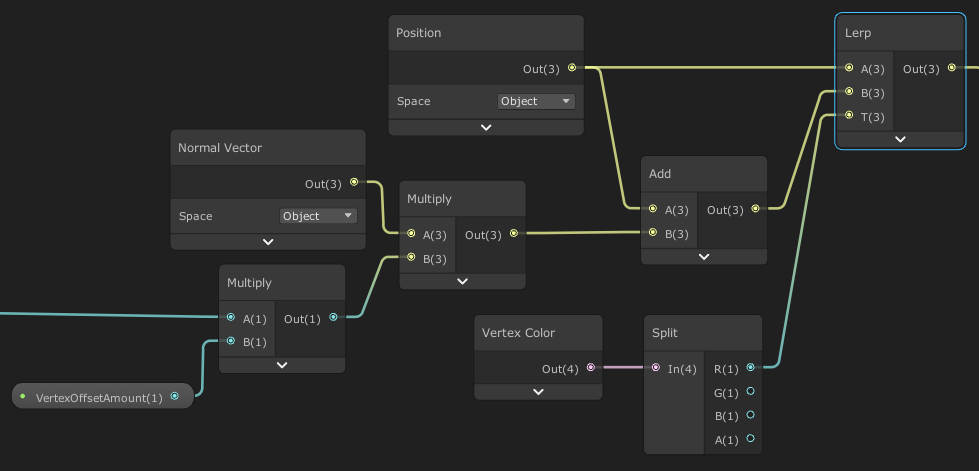 Position
Out(3)
Space Object
Lerp
A(3) Out(3)
B(3)
T(3)
Normal Vector
Out(3)
Space Object
Multiply
A(3) Out(3)
B(3)
Add
A(3) Out(3)
B(3)
Multiply
A(1) Out(1)
B(1)
VertexOffsetAmount(1)
Vertex Color
Out(4)
Split
In(4) R(1)
G(1)
B(1)
A(1)